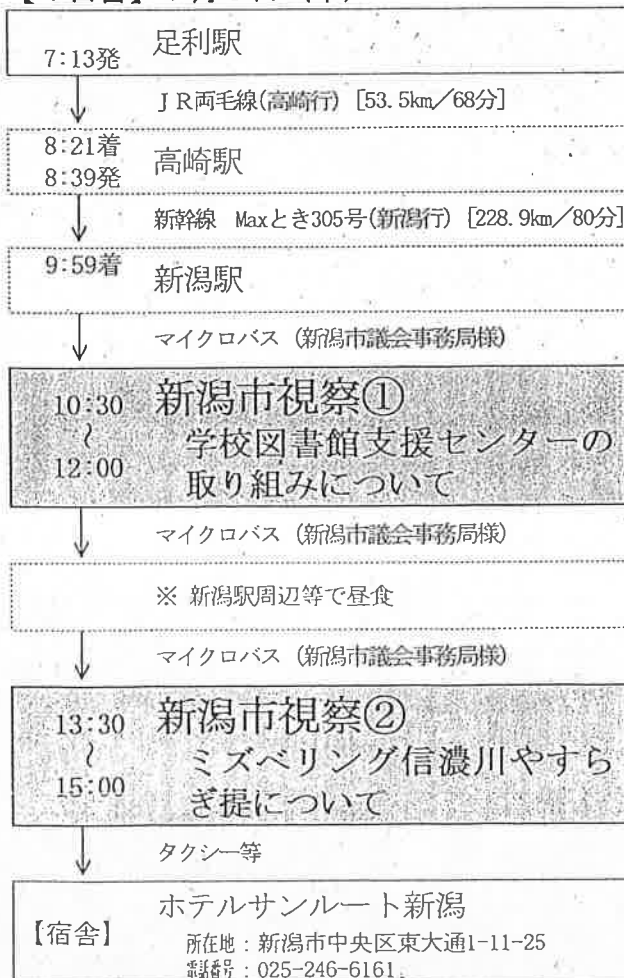 7:13発 足利駅
JR両毛線(高崎行) [53.5km/68分]
8:21着
8:39発 高崎駅
新幹線 Maxとき305号(新潟行) [228.9km/80分]
9:59着 新潟駅
マイクロバス (新潟市議会事務局様)
10:30 新潟市視察①
～ 学校図書館支援センターの
12:00 取り組みについて
マイクロバス (新潟市議会事務局様)
※ 新潟駅周辺等で昼食
マイクロバス (新潟市議会事務局様)
13:30 新潟市視察②
～ ミズベリング信濃川やすら
15:00 ぎ提について
タクシー等
【宿舎】 ホテルサンルート新潟
所在地：新潟市中央区東大通1-11-25
電話番号：025-246-6161